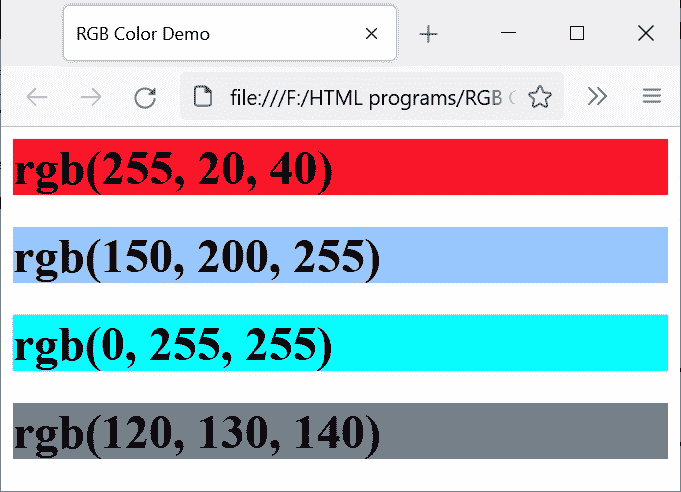 RGB Color Demo
file:///F:/HTML programs/RGB
rgb(255, 20, 40)
rgb(150, 200, 255)
rgb(0, 255, 255)
rgb(120, 130, 140)